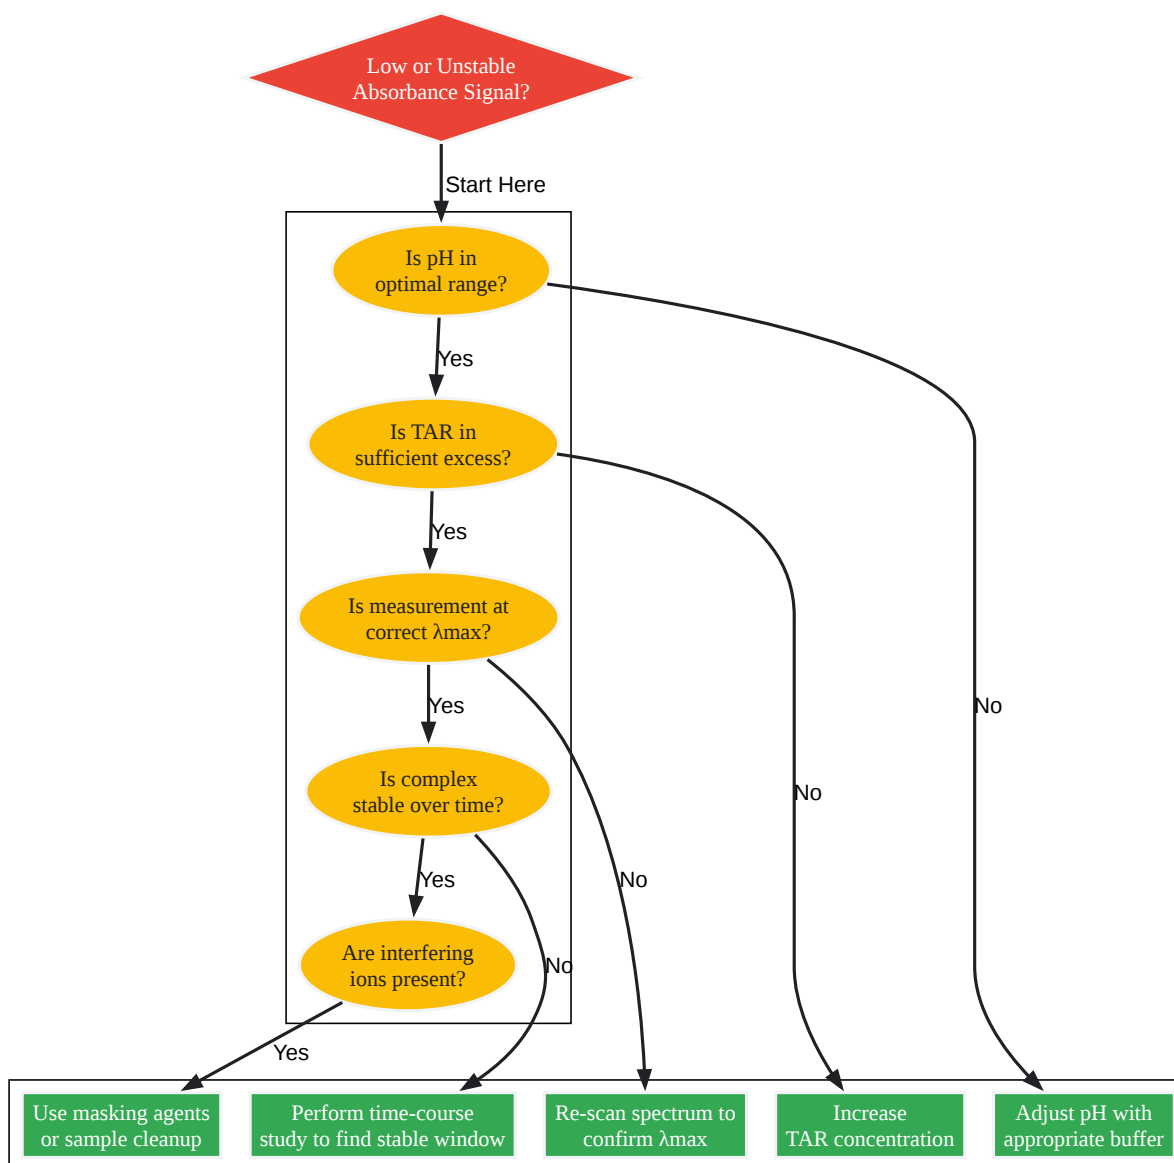 Low or Unstable
Absorbance Signal?
Start Here
Is pH in
optimal range?
Yes
Is TAR in
sufficient excess?
Yes
Is measurement at
correct λmax?
Yes
No
Is complex
stable over time?
No
Yes
No
Are interfering
ions present?
No
Yes
Use masking agents
or sample cleanup
Perform time-course
study to find stable window
Re-scan spectrum to
confirm λmax
Increase
TAR concentration
Adjust pH with
appropriate buffer